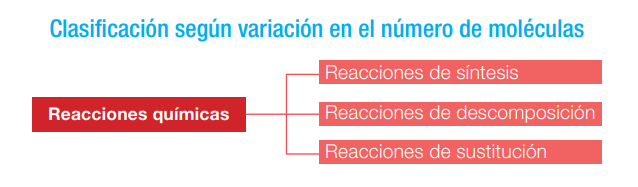 Clasificación según variación en el número de moléculas
Reacciones químicas
Reacciones de síntesis
Reacciones de descomposición
Reacciones de sustitución